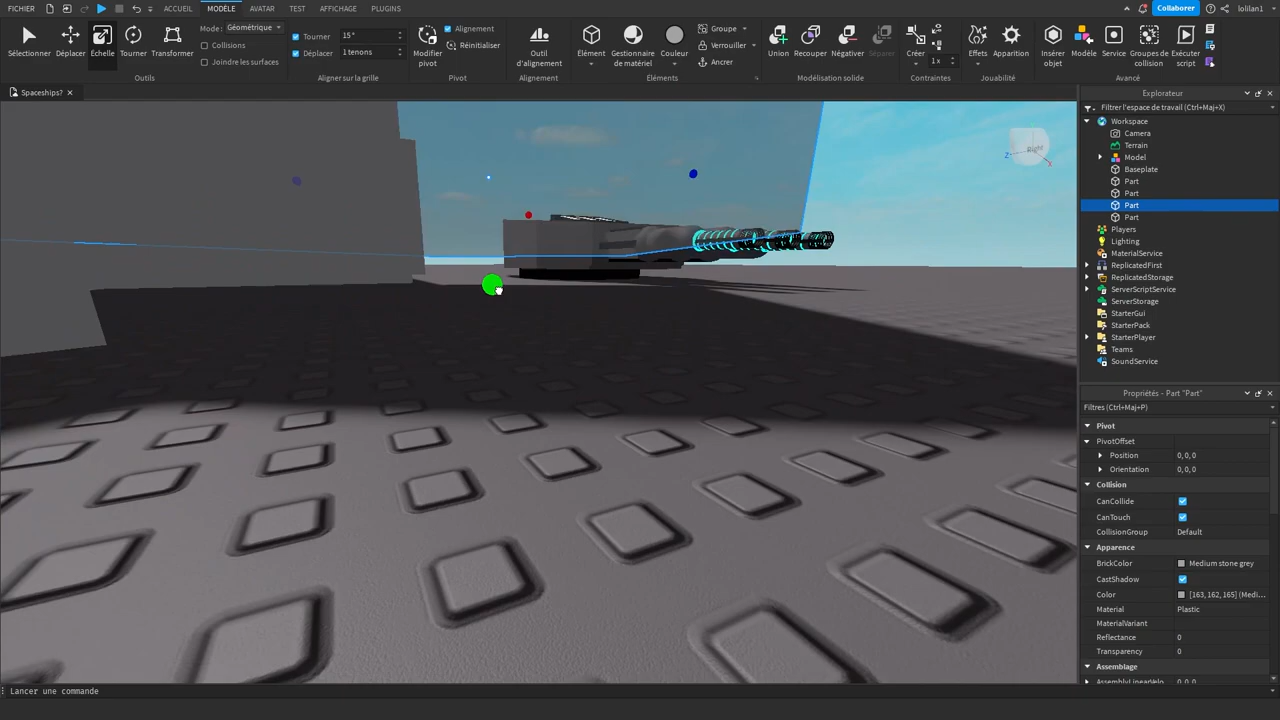 FICHIER
ACCUEIL MODÈLE AVATAR TEST AFFICHAGE PLUGINS
Collaborer
lolilan1
Sélectionner Déplacer Échelle Tourner Transformer
Mode: Géométrique
Collisions
Joindre les surfaces
Outils
Tourner 15°
Déplacer 1 tenons
Aligner sur la grille
Modifier pivot
Alignement
Réinitialiser
Pivot
Outil d'alignement
Alignement
Élément
Gestionnaire de matériel
Couleur
Groupe
Verrouiller
Ancrer
Éléments
Union Recouper Négativer Séparer
Modélisation solide
Créer
1 x
Contraintes
Effets Apparition
Jouabilité
Insérer objet
Modèle Service
Groupes de collision
Exécuter script
Avancé
Spaceships?
Right
Z
X
Explorateur
Filtrer l'espace de travail (Ctrl+Maj+X)
Workspace
Camera
Terrain
Model
Baseplate
Part
Part
Part
Part
Players
Lighting
MaterialService
ReplicatedFirst
ReplicatedStorage
ServerScriptService
ServerStorage
StarterGui
StarterPack
StarterPlayer
Teams
SoundService
Propriétés - Part "Part"
Filtres (Ctrl+Maj+P)
Pivot
PivotOffset
Position 0, 0, 0
Orientation 0, 0, 0
Collision
CanCollide
CanTouch
CollisionGroup Default
Apparence
BrickColor Medium stone grey
CastShadow
Color [163, 162, 165] (Medi...
Material Plastic
MaterialVariant
Reflectance 0
Transparency 0
Assemblage
AssemblyLinearVelo 0, 0, 0
Lancer une commande